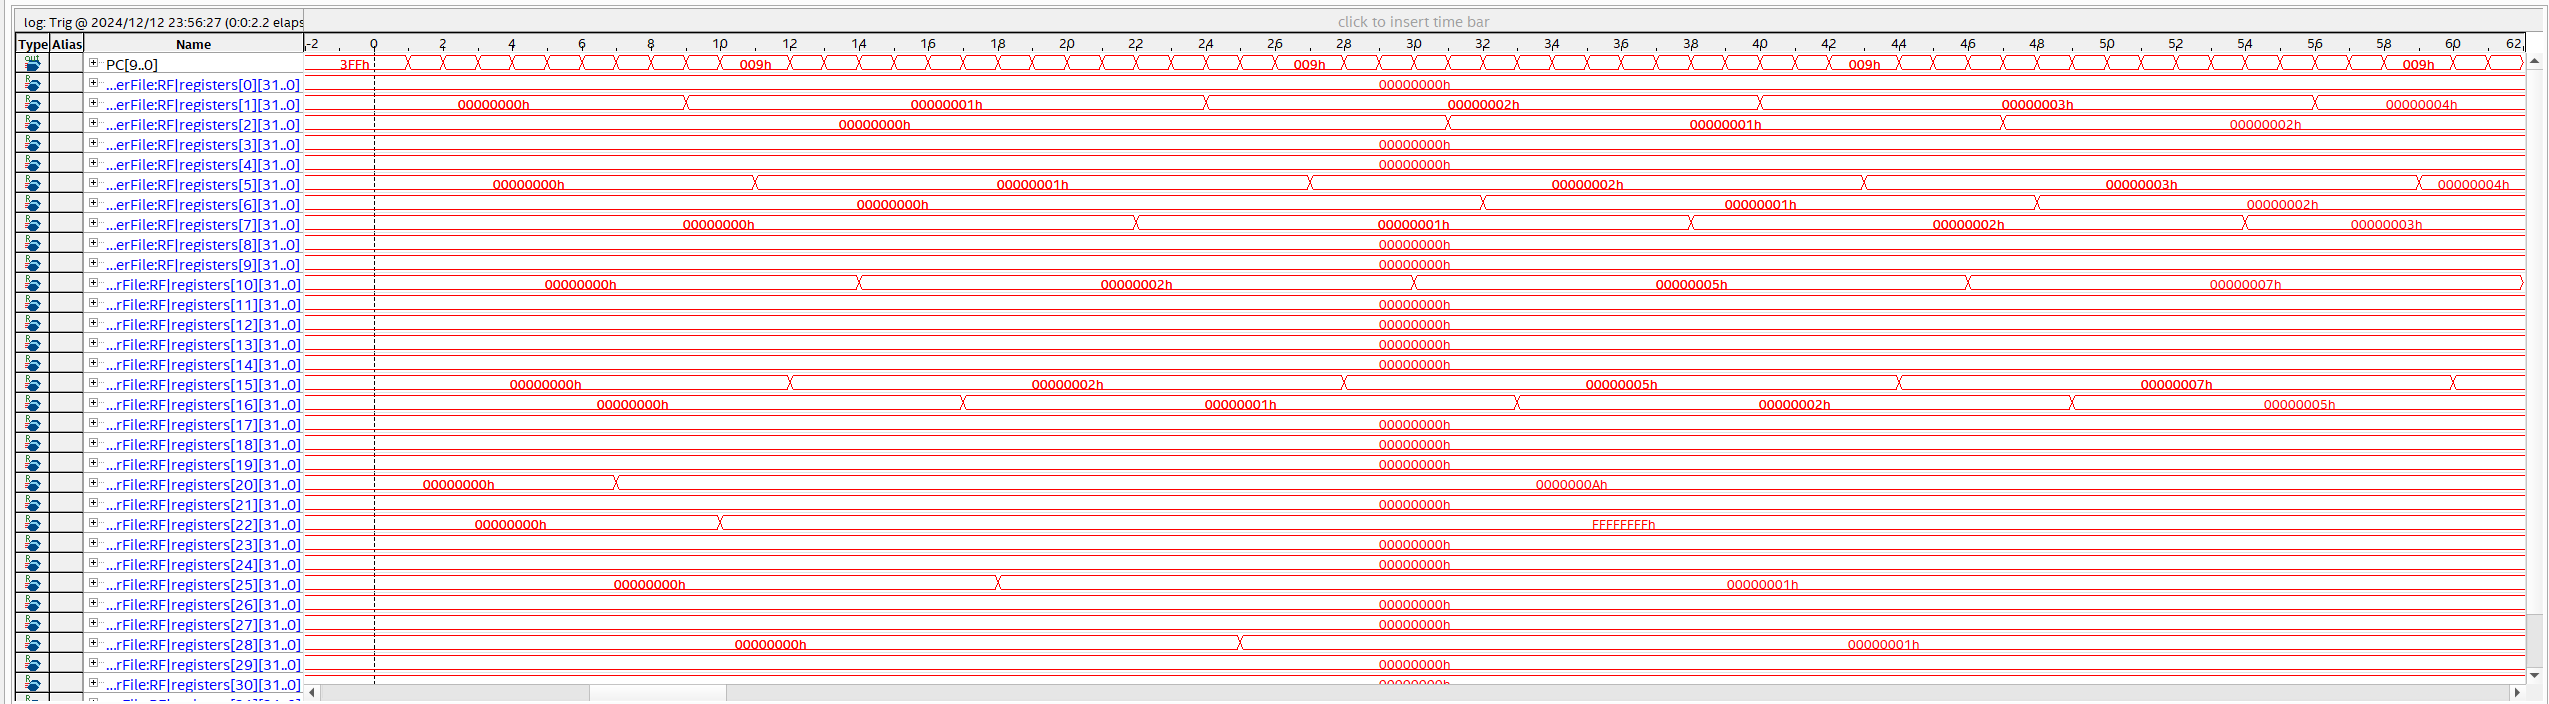 log: Trig @ 2024/12/12 23:56:27 (0:0:2.2 elaps click to insert time bar
Type Alias Name -2 0 2 4 6 8 10 12 14 16 18 20 22 24 26 28 30 32 34 36 38 40 42 44 46 48 50 52 54 56 58 60 62
out PC[9..0] 3FFh 009h 009h 009h 009h
R ...erFile:RF|registers[0][31..0] 00000000h
R ...erFile:RF|registers[1][31..0] 00000000h 00000001h 00000002h 00000003h 00000004h
R ...erFile:RF|registers[2][31..0] 00000000h 00000001h 00000002h
R ...erFile:RF|registers[3][31..0] 00000000h
R ...erFile:RF|registers[4][31..0] 00000000h
R ...erFile:RF|registers[5][31..0] 00000000h 00000001h 00000002h 00000003h 00000004h
R ...erFile:RF|registers[6][31..0] 00000000h 00000001h 00000002h
R ...erFile:RF|registers[7][31..0] 00000000h 00000001h 00000002h 00000003h
R ...erFile:RF|registers[8][31..0] 00000000h
R ...erFile:RF|registers[9][31..0] 00000000h
R ...rFile:RF|registers[10][31..0] 00000000h 00000002h 00000005h 00000007h
R ...rFile:RF|registers[11][31..0] 00000000h
R ...rFile:RF|registers[12][31..0] 00000000h
R ...rFile:RF|registers[13][31..0] 00000000h
R ...rFile:RF|registers[14][31..0] 00000000h
R ...rFile:RF|registers[15][31..0] 00000000h 00000002h 00000005h 00000007h
R ...rFile:RF|registers[16][31..0] 00000000h 00000001h 00000002h 00000005h
R ...rFile:RF|registers[17][31..0] 00000000h
R ...rFile:RF|registers[18][31..0] 00000000h
R ...rFile:RF|registers[19][31..0] 00000000h
R ...rFile:RF|registers[20][31..0] 00000000h 0000000Ah
R ...rFile:RF|registers[21][31..0] 00000000h
R ...rFile:RF|registers[22][31..0] 00000000h FFFFFFFFh
R ...rFile:RF|registers[23][31..0] 00000000h
R ...rFile:RF|registers[24][31..0] 00000000h
R ...rFile:RF|registers[25][31..0] 00000000h 00000001h
R ...rFile:RF|registers[26][31..0] 00000000h
R ...rFile:RF|registers[27][31..0] 00000000h
R ...rFile:RF|registers[28][31..0] 00000000h 00000001h
R ...rFile:RF|registers[29][31..0] 00000000h
R ...rFile:RF|registers[30][31..0] 00000000h